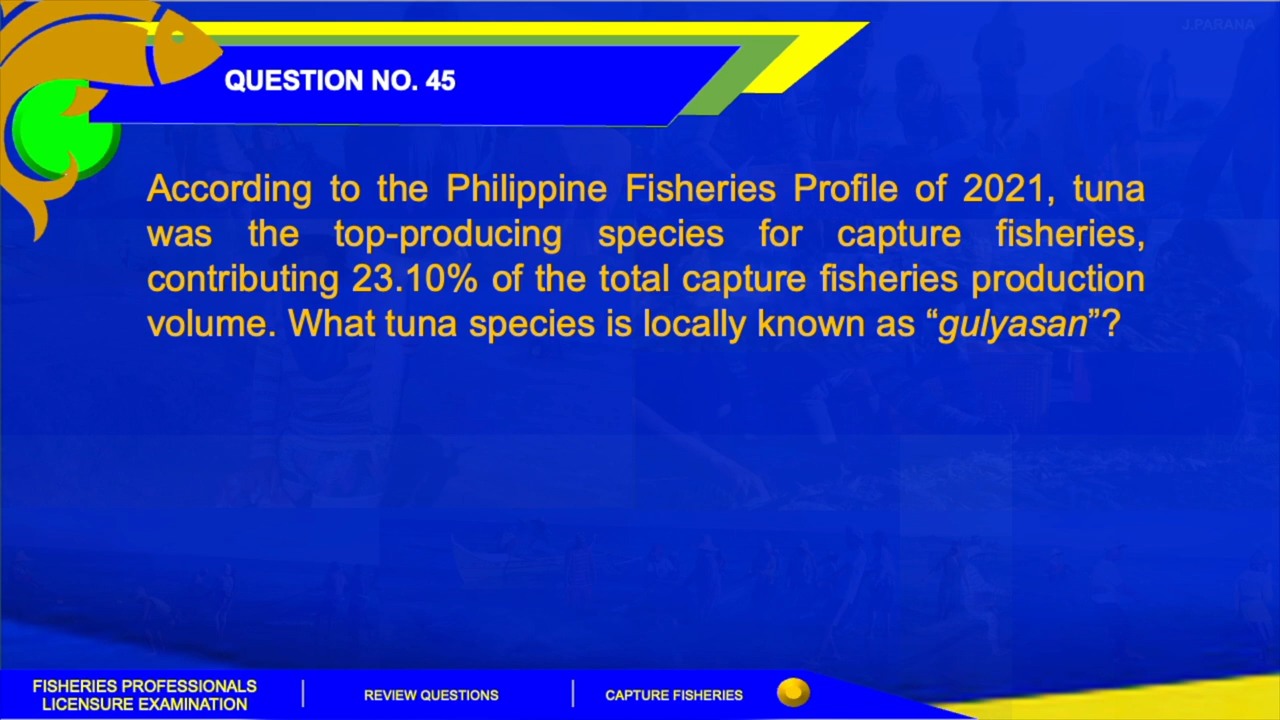 J.PARANA
QUESTION NO. 45
According to the Philippine Fisheries Profile of 2021, tuna
was the top-producing species for capture fisheries,
contributing 23.10% of the total capture fisheries production
volume. What tuna species is locally known as “gulyasan”?
FISHERIES PROFESSIONALS
LICENSURE EXAMINATION
REVIEW QUESTIONS
CAPTURE FISHERIES